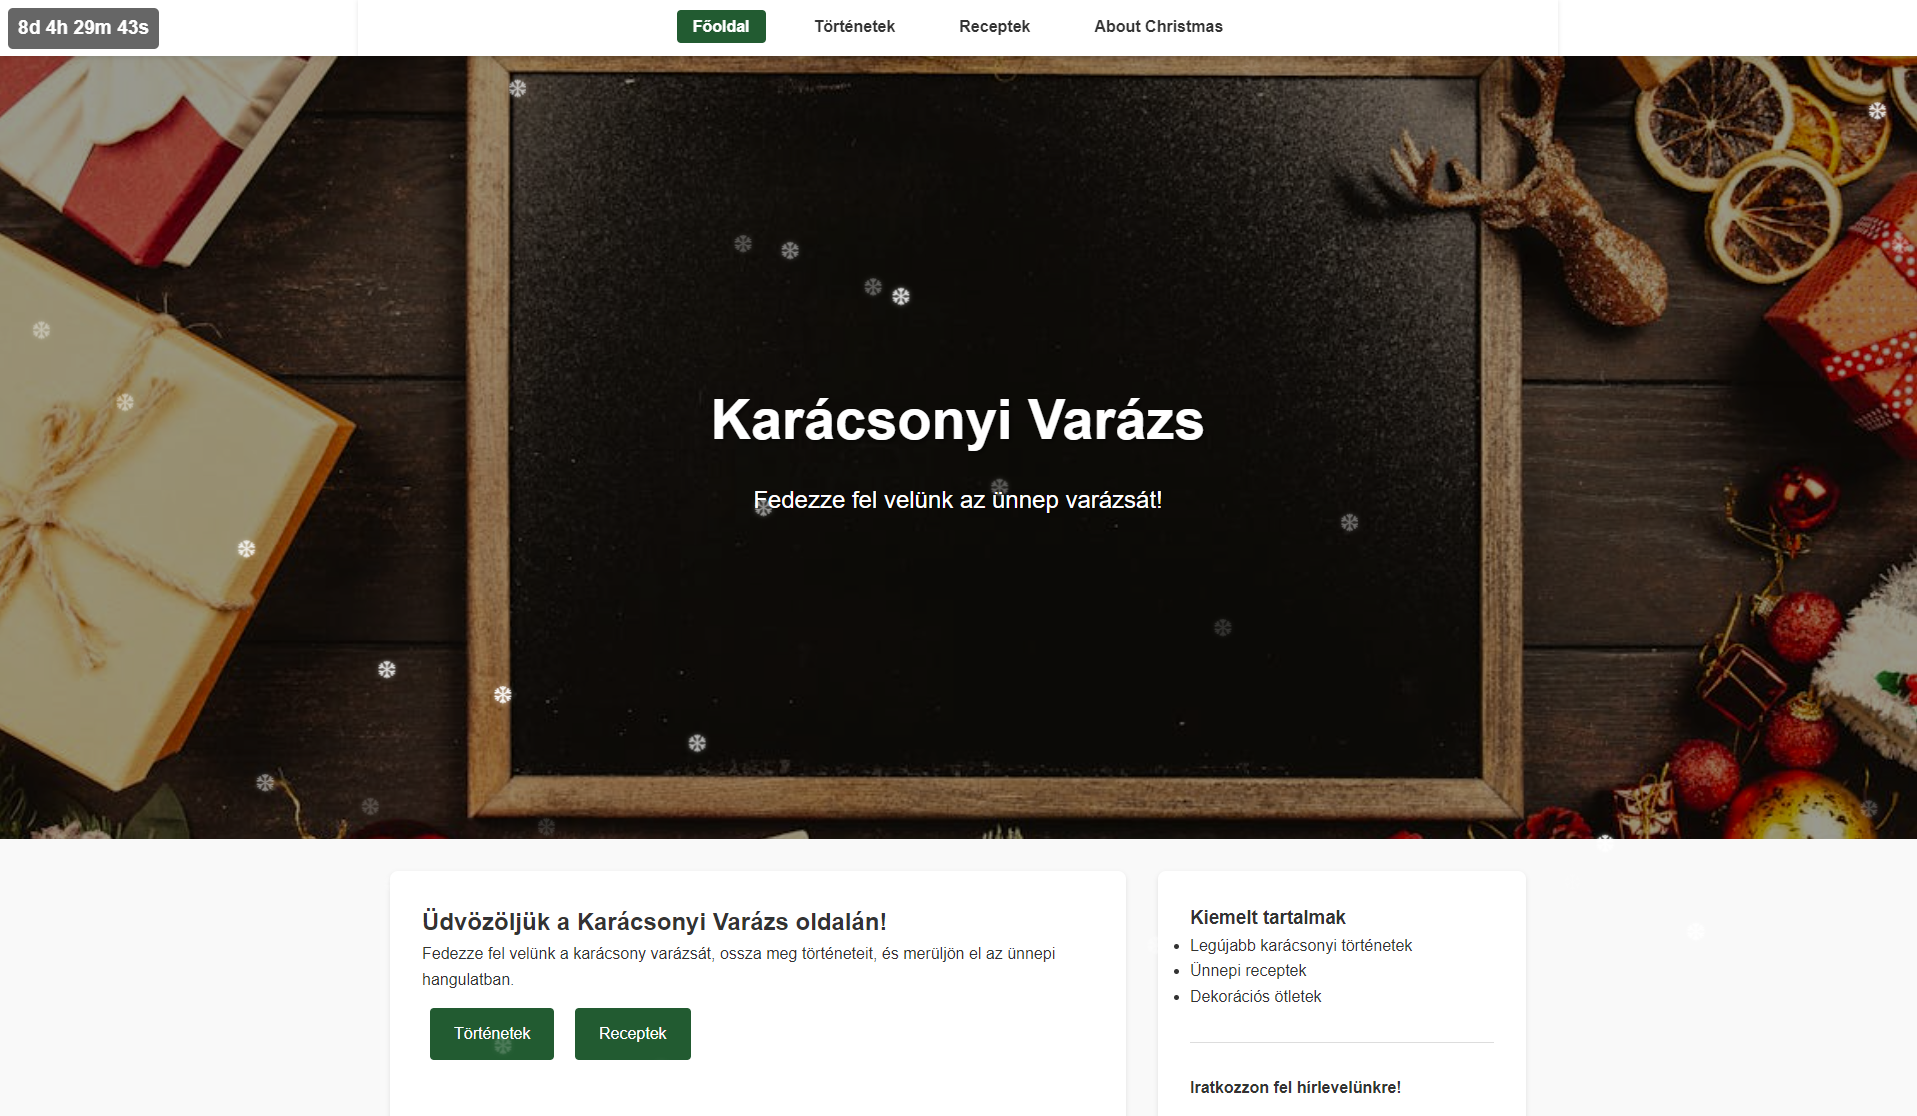 8d 4h 29m 43s
Főoldal Történetek Receptek About Christmas
Karácsonyi Varázs
Fedezze fel velünk az ünnep varázsát!
Üdvözöljük a Karácsonyi Varázs oldalán!
Fedezze fel velünk a karácsony varázsát, ossza meg történeteit, és merüljön el az ünnepi
hangulatban.
Történetek Receptek
Kiemelt tartalmak
Legújabb karácsonyi történetek
Ünnepi receptek
Dekorációs ötletek
Iratkozzon fel hírlevelünkre!